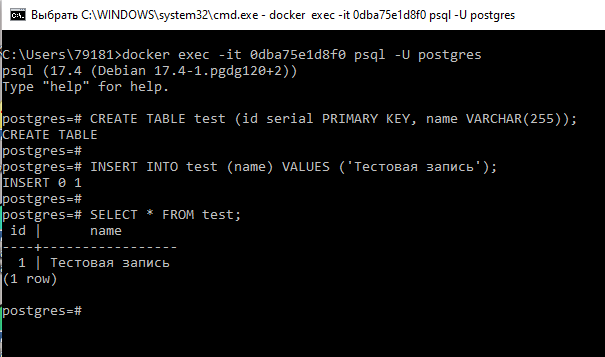 Выбрать C:\WINDOWS\system32\cmd.exe - docker exec -it 0dba75e1d8f0 psql -U postgres
C:\Users\79181>docker exec -it 0dba75e1d8f0 psql -U postgres
psql (17.4 (Debian 17.4-1.pgdg120+2))
Type "help" for help.
postgres=# CREATE TABLE test (id serial PRIMARY KEY, name VARCHAR(255));
CREATE TABLE
postgres=#
postgres=# INSERT INTO test (name) VALUES ('Тестовая запись');
INSERT 0 1
postgres=#
postgres=# SELECT * FROM test;
 id |      name
----+-----------------
  1 | Тестовая запись
(1 row)
postgres=#